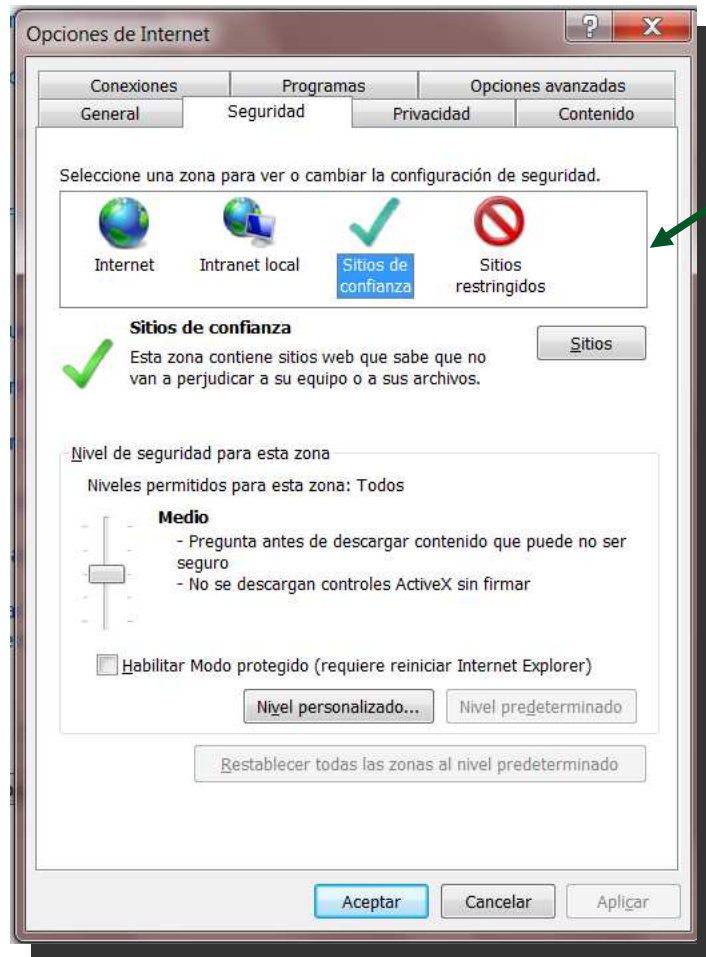 Opciones de Internet
Conexiones Programas Opciones avanzadas
General Seguridad Privacidad Contenido
Seleccione una zona para ver o cambiar la configuración de seguridad.
Internet Intranet local Sitios de confianza Sitios restringidos
Sitios de confianza
Esta zona contiene sitios web que sabe que no
van a perjudicar a su equipo o a sus archivos.
Sitios
Nivel de seguridad para esta zona
Niveles permitidos para esta zona: Todos
Medio
- Pregunta antes de descargar contenido que puede no ser
seguro
- No se descargan controles ActiveX sin firmar
Habilitar Modo protegido (requiere reiniciar Internet Explorer)
Nivel personalizado... Nivel predeterminado
Restablecer todas las zonas al nivel predeterminado
Aceptar Cancelar Aplicar